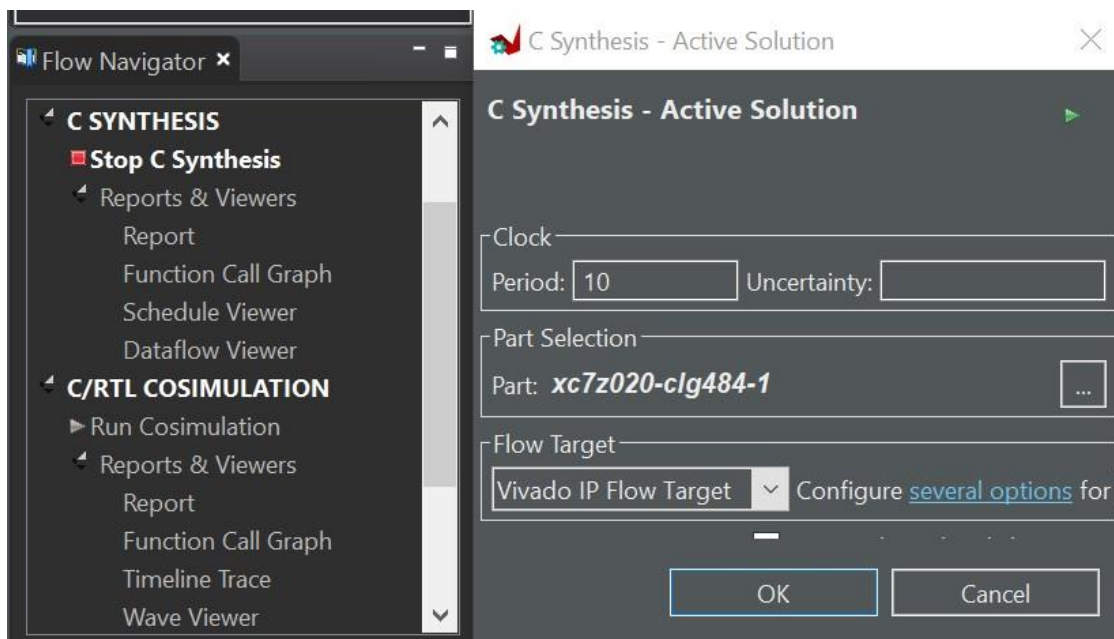 Flow Navigator
C SYNTHESIS
Stop C Synthesis
Reports & Viewers
Report
Function Call Graph
Schedule Viewer
Dataflow Viewer
C/RTL COSIMULATION
Run Cosimulation
Reports & Viewers
Report
Function Call Graph
Timeline Trace
Wave Viewer
C Synthesis - Active Solution
C Synthesis - Active Solution
Clock
Period: 10 Uncertainty:
Part Selection
Part: xc7z020-clg484-1 ...
Flow Target
Vivado IP Flow Target Configure several options for
OK Cancel